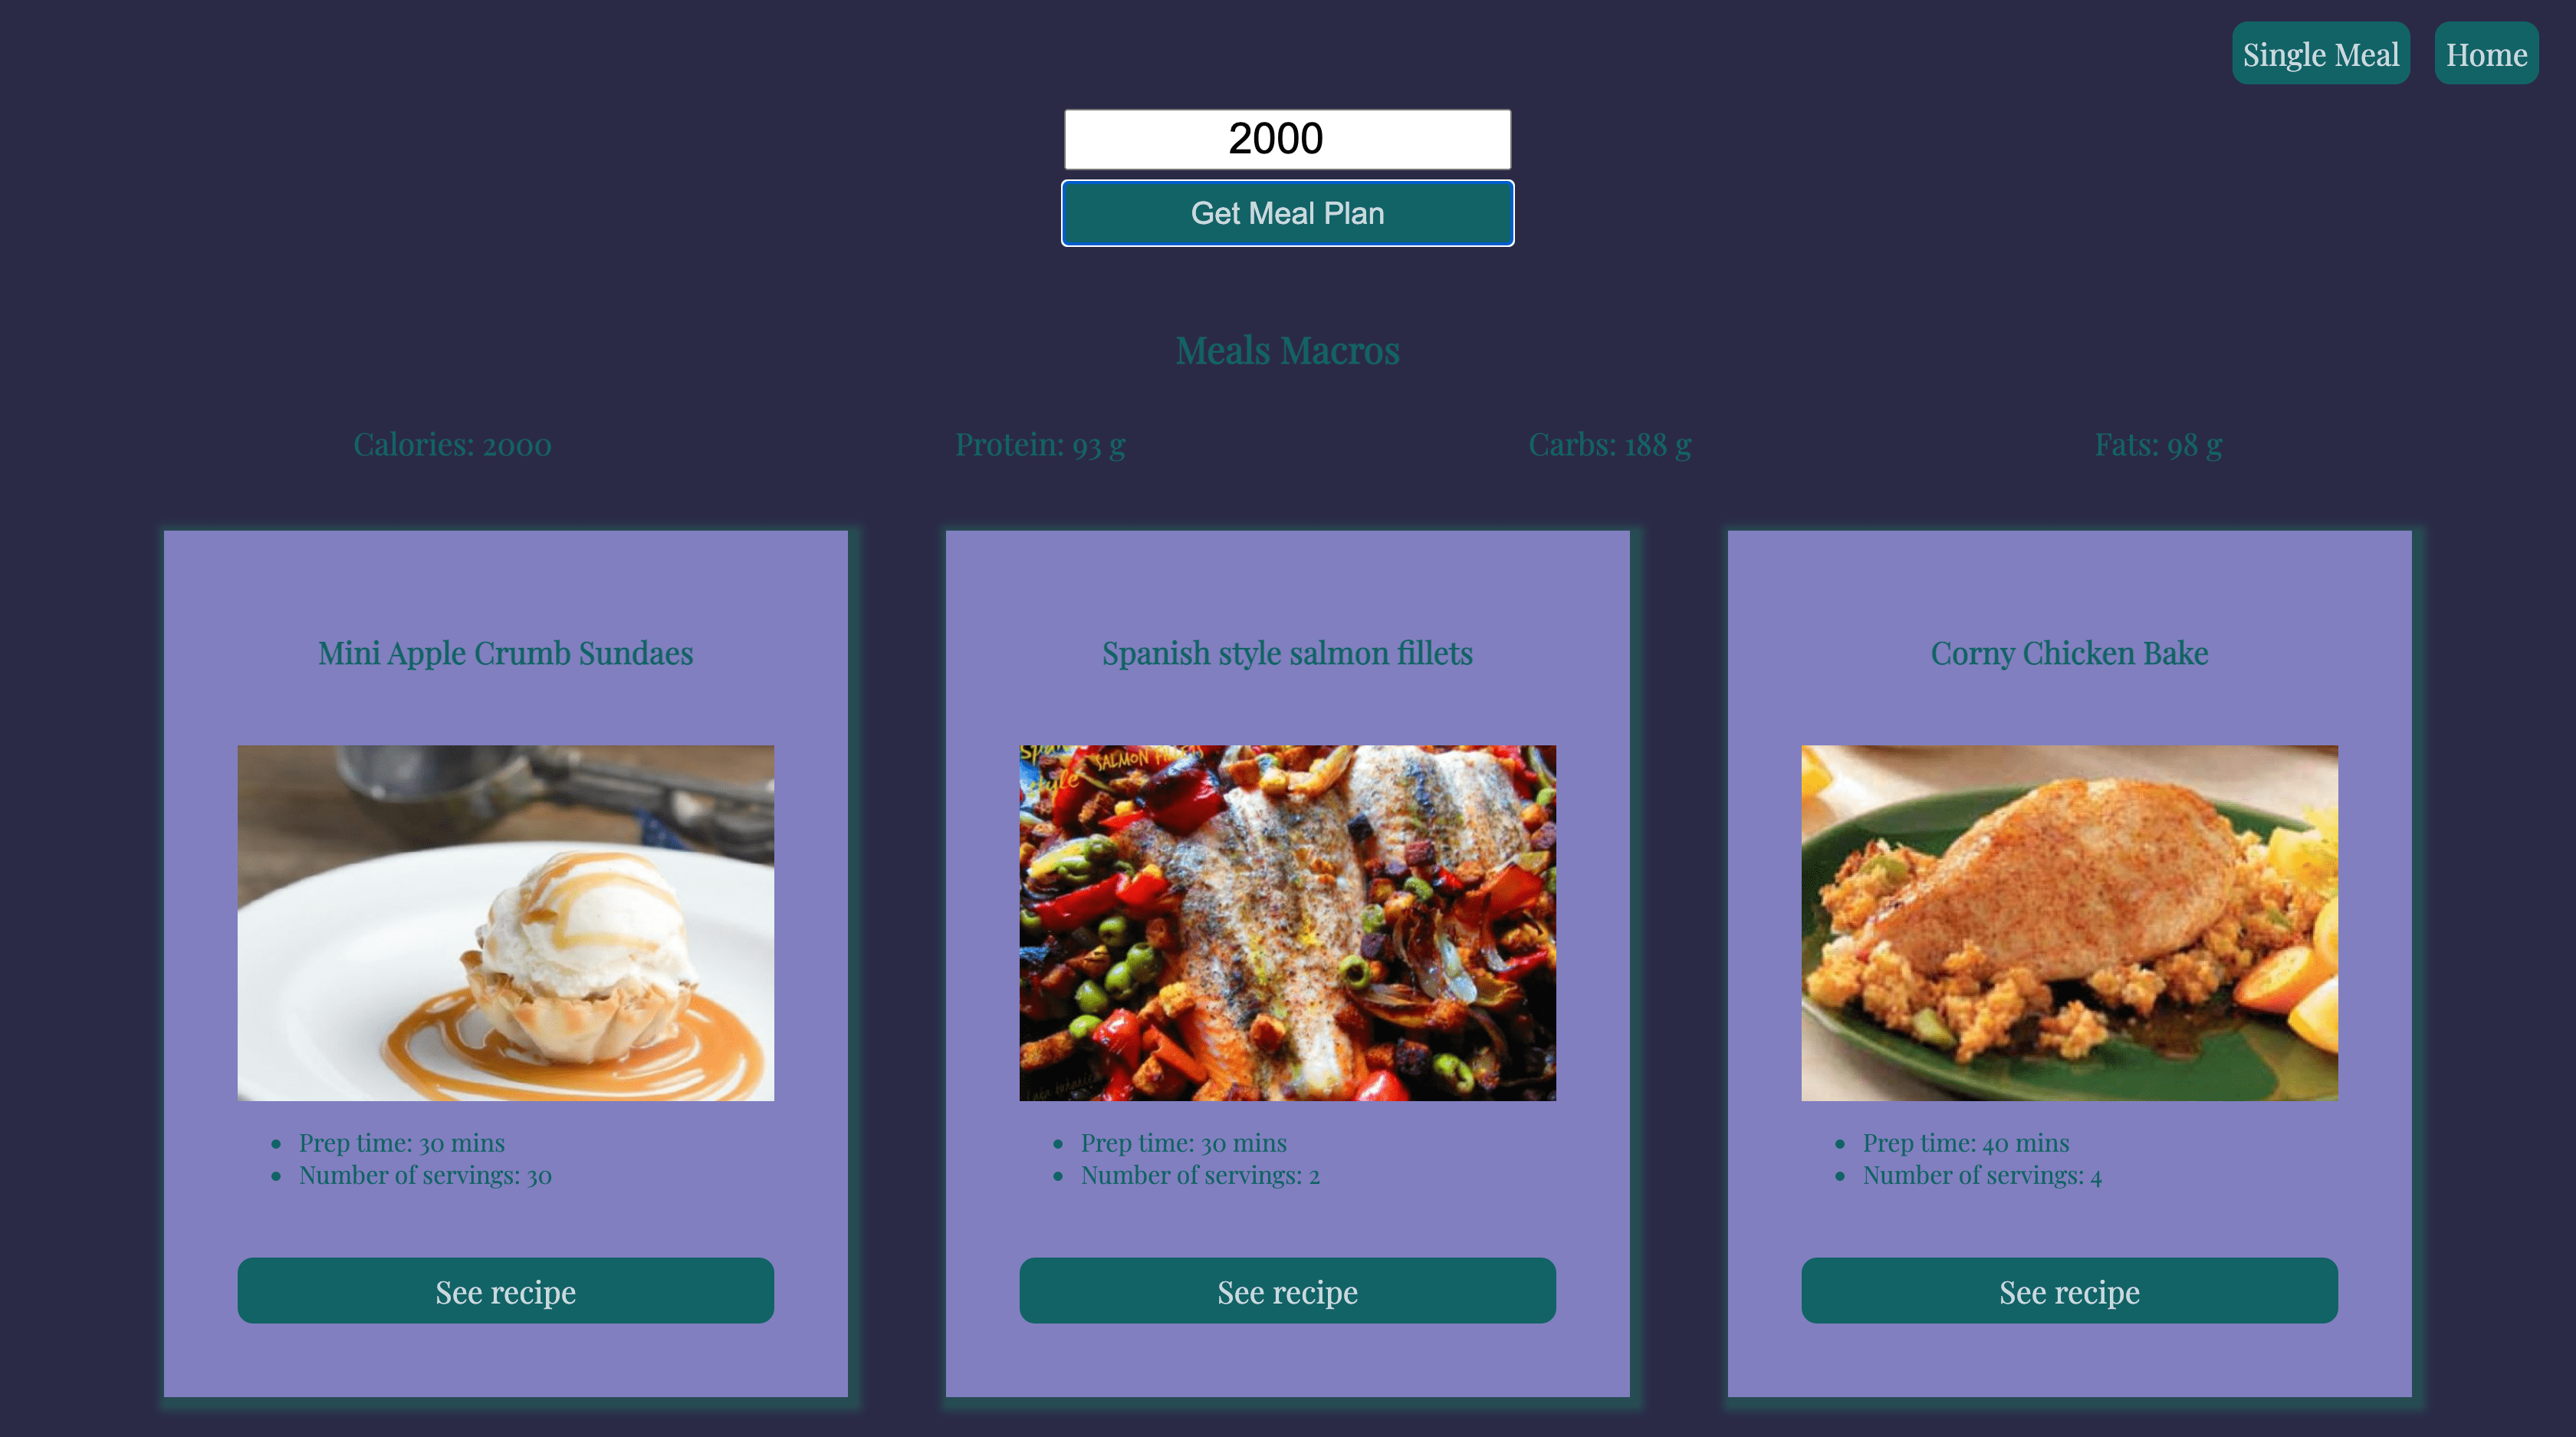 Single Meal Home
2000
Get Meal Plan
Meals Macros
Calories: 2000 Protein: 93 g Carbs: 188 g Fats: 98 g
Mini Apple Crumb Sundaes
Prep time: 30 mins
Number of servings: 30
See recipe
Spanish style salmon fillets
style SALMON
Prep time: 30 mins
Number of servings: 2
See recipe
Corny Chicken Bake
Prep time: 40 mins
Number of servings: 4
See recipe